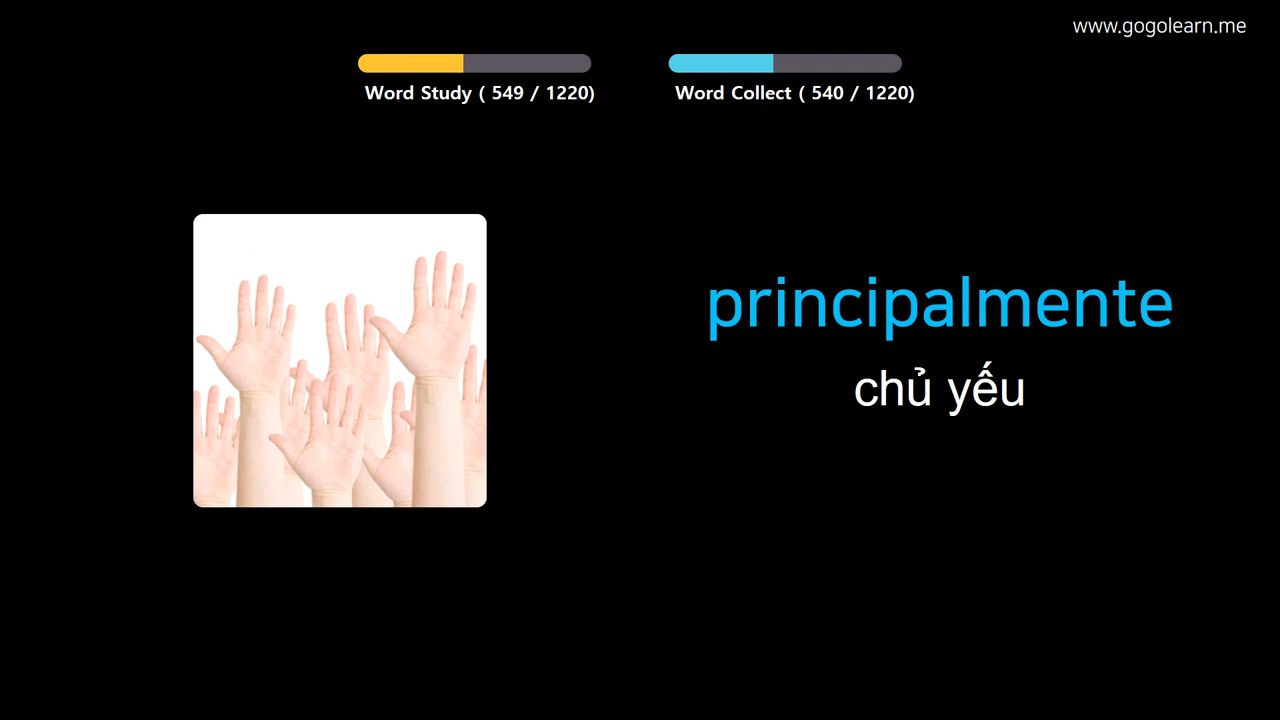 www.gogolearn.me
Word Study ( 549 / 1220)
Word Collect ( 540 / 1220)
principalmente
chủ yếu